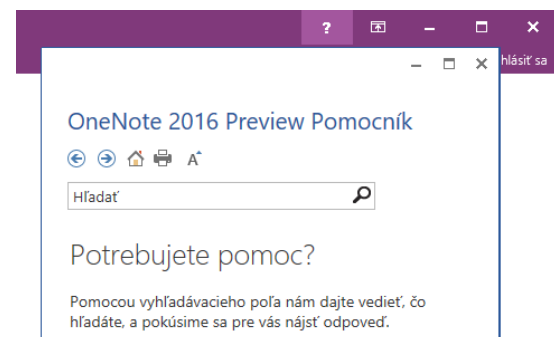 ?
hlásiť sa
OneNote 2016 Preview Pomocník
A
Hľadať
Potrebujete pomoc?
Pomocou vyhľadávacieho poľa nám dajte vedieť, čo
hľadáte, a pokúsime sa pre vás nájsť odpoveď.